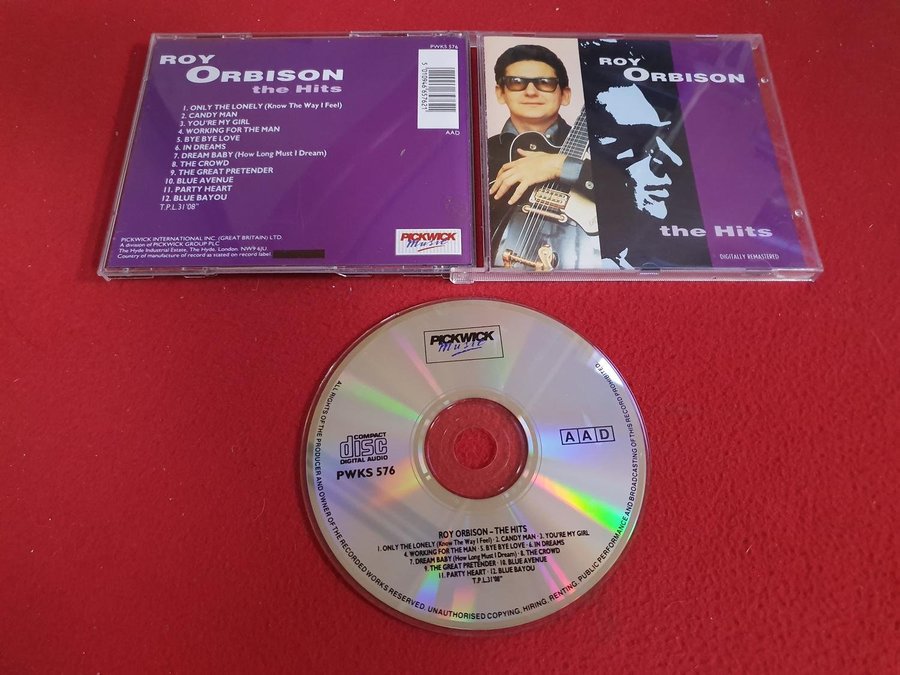 PWKS 576
ROY
ORBISON
the Hits
1. ONLY THE LONELY (Know The Way I Feel)
2. CANDY MAN
3. YOU'RE MY GIRL
4. WORKING FOR THE MAN
5. BYE BYE LOVE
6. IN DREAMS
7. DREAM BABY (How Long Must I Dream)
8. THE CROWD
9. THE GREAT PRETENDER
10. BLUE AVENUE
11. PARTY HEART
12. BLUE BAYOU
T.P.L.31'08"
5 010946 857621
AAD
PICKWICK INTERNATIONAL INC. (GREAT BRITAIN) LTD.
A division of PICKWICK GROUP PLC
The Hyde Industrial Estate, The Hyde, London. NW9 6JU.
Country of manufacture of record as stated on record label
PICKWICK
Music
ROY
ORBISON
the Hits
DIGITALLY REMASTERED
PICKWICK
Music
COMPACT
disc
DIGITAL AUDIO
PWKS 576
AAD
ROY ORBISON – THE HITS
1. ONLY THE LONELY (Know The Way I Feel) · 2. CANDY MAN · 3. YOU'RE MY GIRL
4. WORKING FOR THE MAN · 5. BYE BYE LOVE · 6. IN DREAMS
7. DREAM BABY (How Long Must I Dream) · 8. THE CROWD
9. THE GREAT PRETENDER · 10. BLUE AVENUE
11. PARTY HEART · 12. BLUE BAYOU
T.P.L.31'08"
ALL RIGHTS OF THE PRODUCER AND OWNER OF THE RECORDED WORKS RESERVED. UNAUTHORISED COPYING, HIRING, RENTING, PUBLIC PERFORMANCE AND BROADCASTING OF THIS RECORD PROHIBITED.